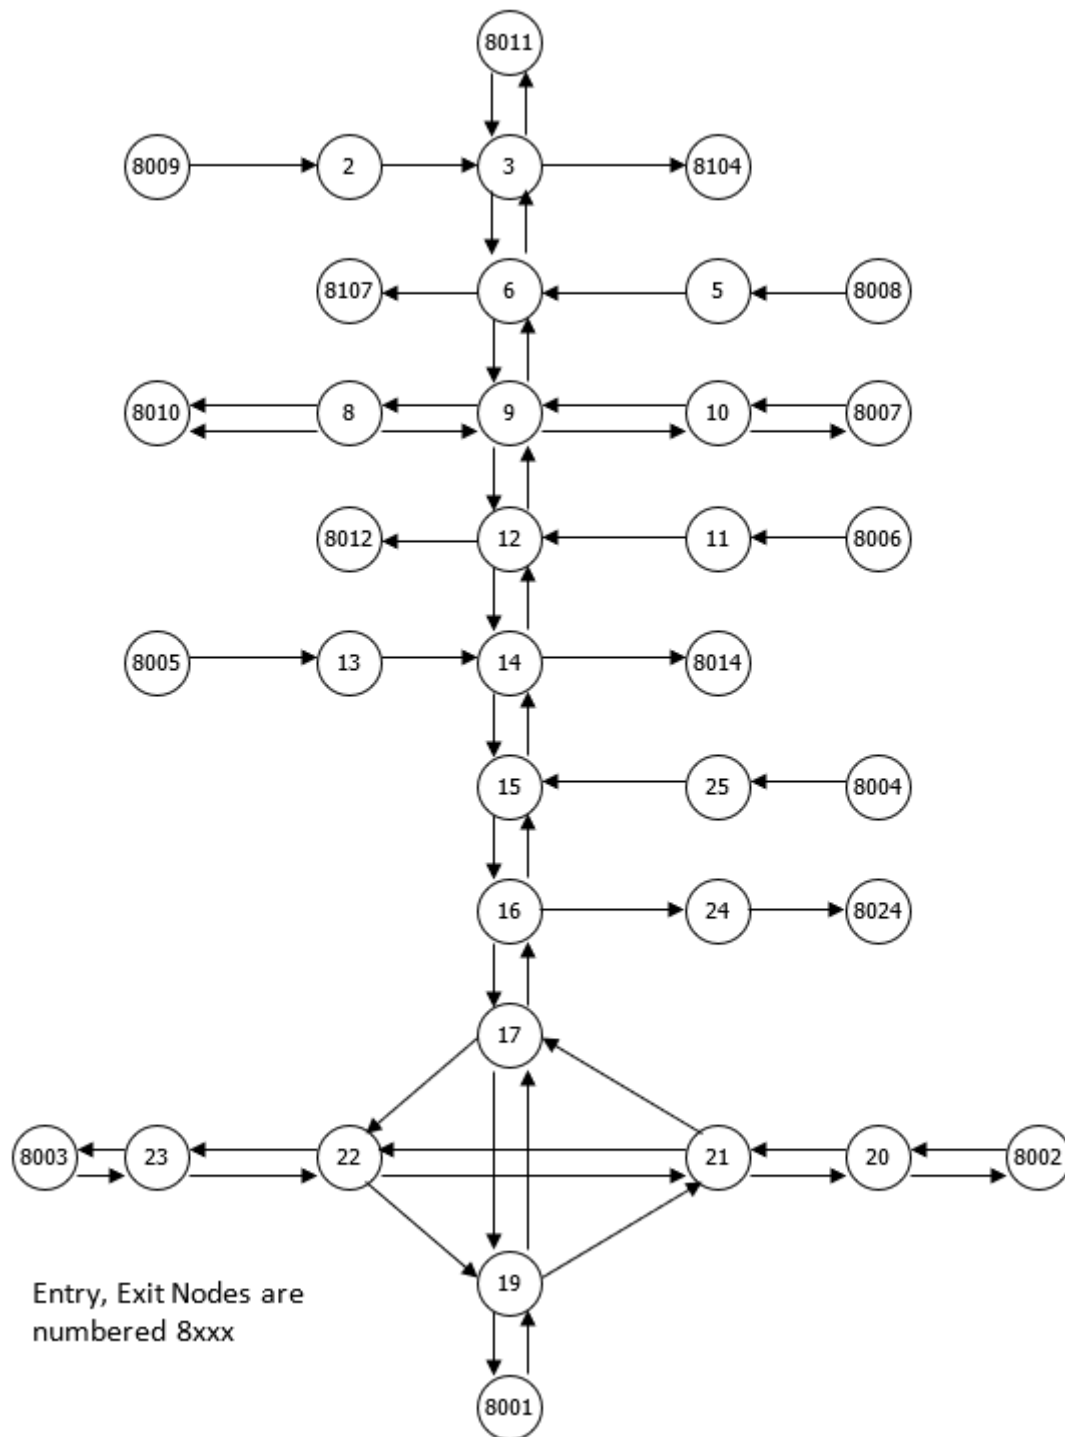 8011
8009 2 3 8104
8107 6 5 8008
8010 8 9 10 8007
8012 12 11 8006
8005 13 14 8014
15 25 8004
16 24 8024
17
8003 23 22 21 20 8002
19
Entry, Exit Nodes are
numbered 8xxx
8001